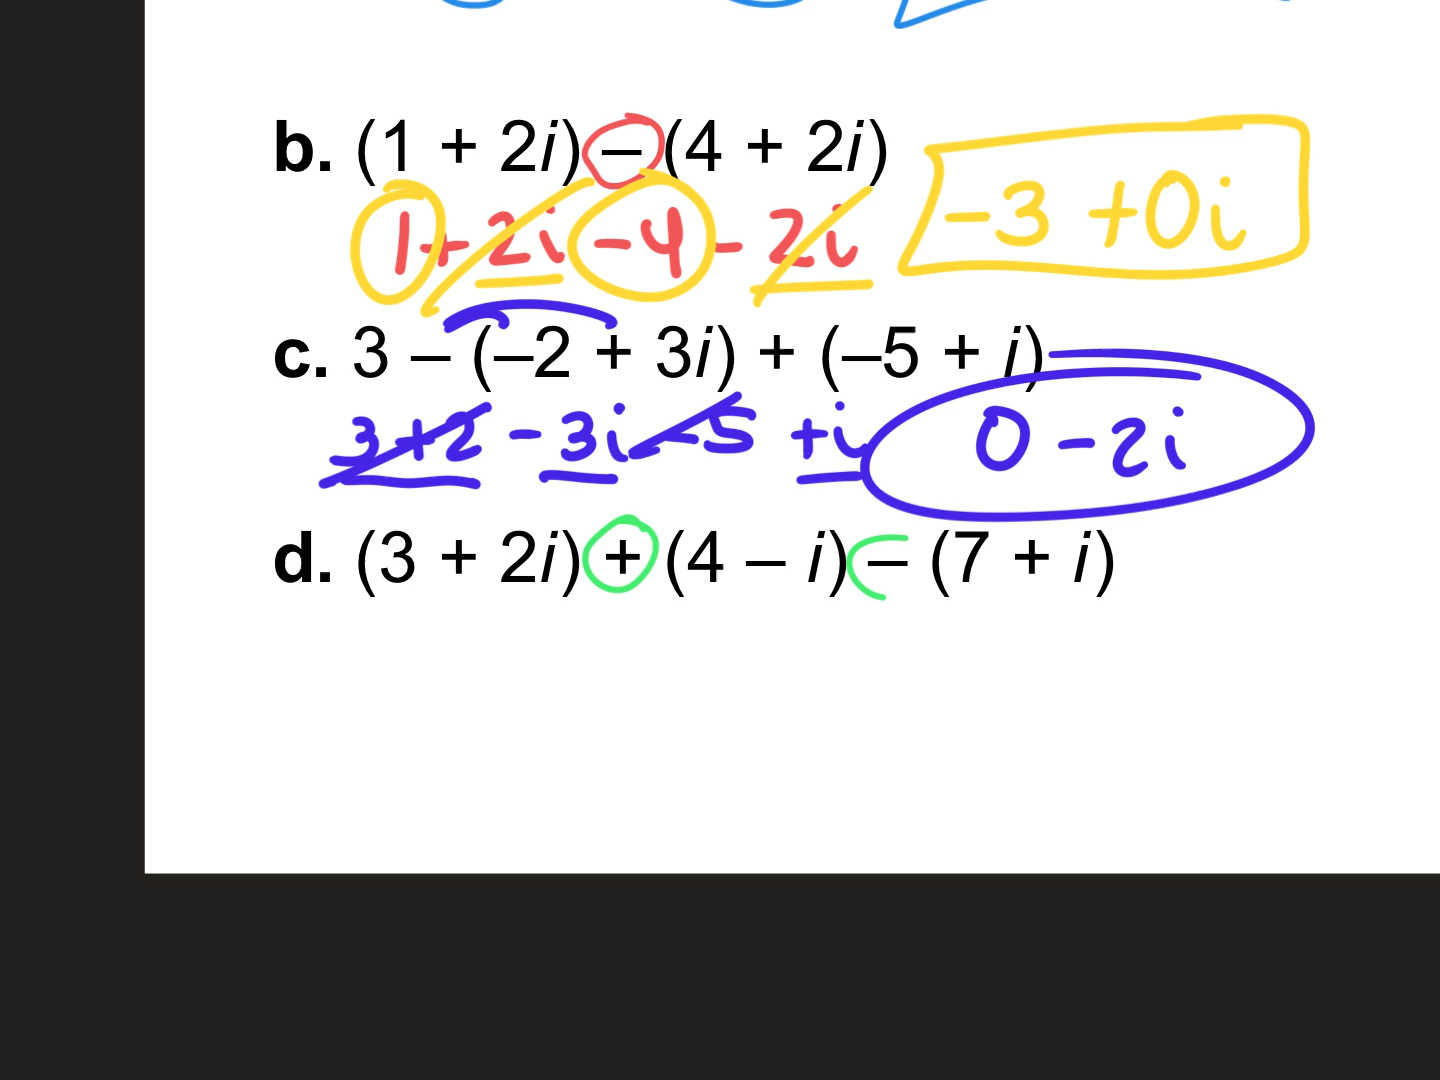 b. (1 + 2i) – (4 + 2i)
-3 + 0i
1 + 2i - 4 - 2i
c. 3 – (–2 + 3i) + (–5 + i)
3 + 2 - 3i - 5 + i
0 - 2i
d. (3 + 2i) + (4 – i) – (7 + i)